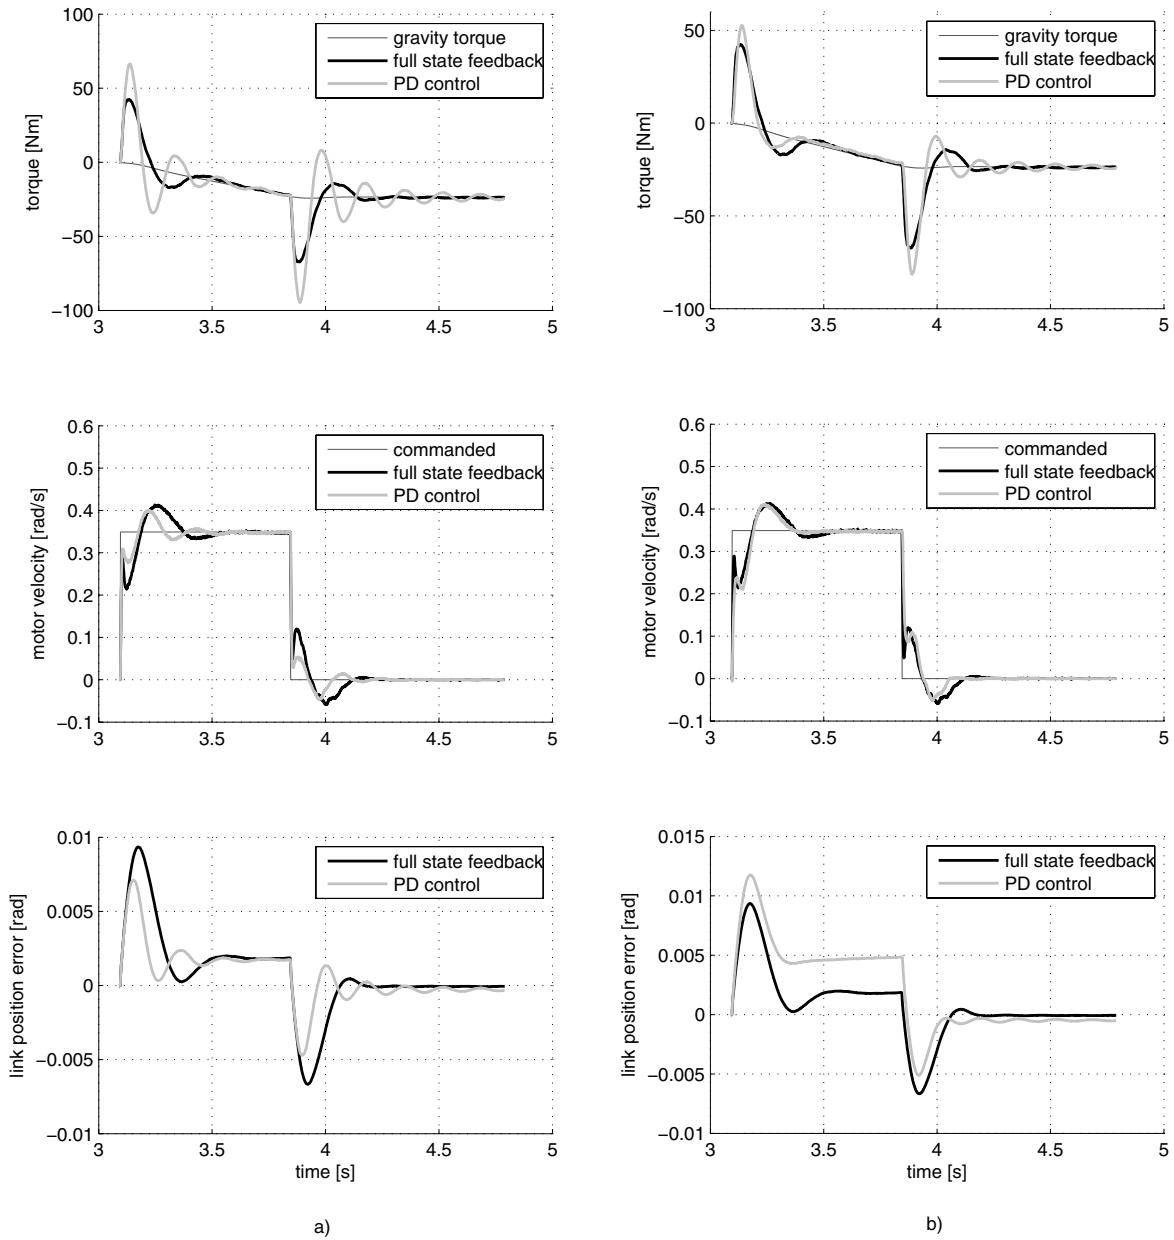 100
50
0
−50
−100
torque [Nm]
3
3.5
4
4.5
5
gravity torque
full state feedback
PD control
50
0
−50
−100
torque [Nm]
3
3.5
4
4.5
5
gravity torque
full state feedback
PD control
0.6
0.5
0.4
0.3
0.2
0.1
0
−0.1
motor velocity [rad/s]
3
3.5
4
4.5
5
commanded
full state feedback
PD control
0.6
0.5
0.4
0.3
0.2
0.1
0
−0.1
motor velocity [rad/s]
3
3.5
4
4.5
5
commanded
full state feedback
PD control
0.01
0.005
0
−0.005
−0.01
link position error [rad]
3
3.5
4
4.5
5
time [s]
full state feedback
PD control
a)
0.015
0.01
0.005
0
−0.005
−0.01
link position error [rad]
3
3.5
4
4.5
5
time [s]
full state feedback
PD control
b)